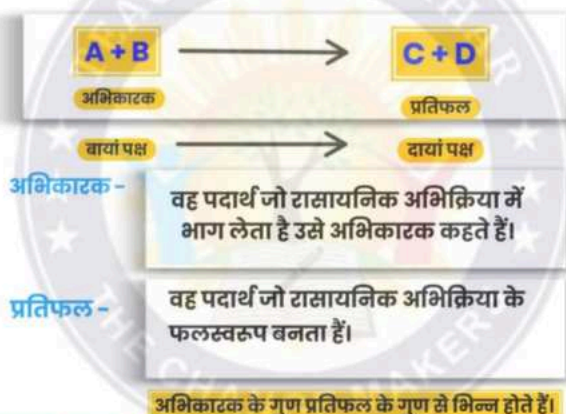 A + B C + D
अभिकारक प्रतिफल
बायां पक्ष दायां पक्ष
अभिकारक -
वह पदार्थ जो रासायनिक अभिक्रिया में
भाग लेता है उसे अभिकारक कहते हैं।
प्रतिफल -
वह पदार्थ जो रासायनिक अभिक्रिया के
फलस्वरूप बनता हैं।
अभिकारक के गुण प्रतिफल के गुण से भिन्न होते हैं।